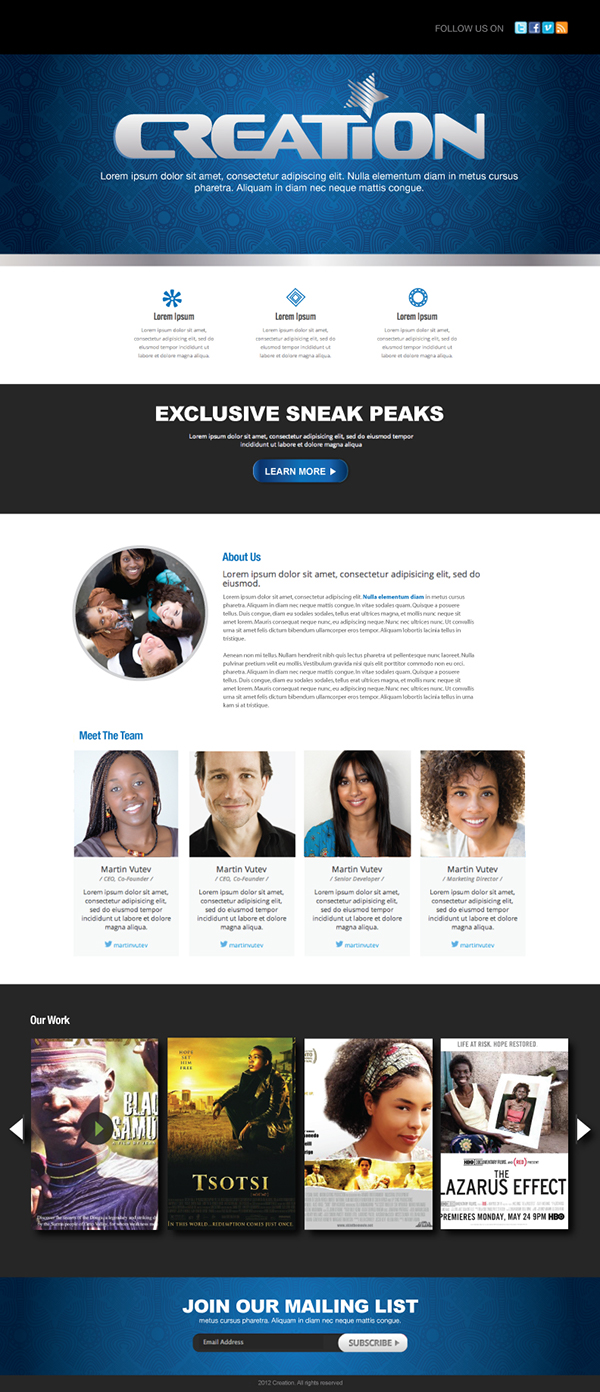 FOLLOW US ON
CREATION
Lorem ipsum dolor sit amet, consectetur adipiscing elit. Nulla elementum diam in metus cursus
pharetra. Aliquam in diam nec neque mattis congue.
Lorem Ipsum
Lorem ipsum dolor sit amet,
consectetur adipisicing elit, sed do
eiusmod tempor incididunt ut
labore et dolore magna aliqua.
Lorem Ipsum
Lorem ipsum dolor sit amet,
consectetur adipisicing elit, sed do
eiusmod tempor incididunt ut
labore et dolore magna aliqua.
Lorem Ipsum
Lorem ipsum dolor sit amet,
consectetur adipisicing elit, sed do
eiusmod tempor incididunt ut
labore et dolore magna aliqua.
EXCLUSIVE SNEAK PEAKS
Lorem ipsum dolor sit amet, consectetur adipisicing elit, sed do eiusmod tempor
incididunt ut labore et dolore magna aliqua
LEARN MORE
About Us
Lorem ipsum dolor sit amet, consectetur adipisicing elit, sed do
eiusmod.
Lorem ipsum dolor sit amet, consectetur adipiscing elit. Nulla elementum diam in metus cursus
pharetra. Aliquam in diam nec neque mattis congue. In vitae sodales quam. Quisque a posuere
tellus. Duis congue, diam eu sodales sodales, tellus erat ultrices magna, et mollis nunc neque sit
amet lorem. Mauris consequat neque nunc, eu adipiscing neque. Nunc nec ultrices nunc. Ut convallis
urna sit amet felis dictum bibendum ullamcorper eros tempor. Aliquam lobortis lacinia tellus in
tristique.
Aenean non mi tellus. Nullam hendrerit nibh quis lectus pharetra ut pellentesque nunc laoreet. Nulla
pulvinar pretium velit eu mollis. Vestibulum gravida nisi quis elit porttitor commodo non eu orci.
pharetra. Aliquam in diam nec neque mattis congue. In vitae sodales quam. Quisque a posuere
tellus. Duis congue, diam eu sodales sodales, tellus erat ultrices magna, et mollis nunc neque sit
amet lorem. Mauris consequat neque nunc, eu adipiscing neque. Nunc nec ultrices nunc. Ut convallis
urna sit amet felis dictum bibendum ullamcorper eros tempor. Aliquam lobortis lacinia tellus in urna
kam si at tristique.
Meet The Team
Martin Vutev
/ CEO, Co-Founder /
Lorem ipsum dolor sit amet,
consectetur adipisicing elit,
sed do eiusmod tempor
incididunt ut labore et dolore
magna aliqua.
martinvutev
Martin Vutev
/ CEO, Co-Founder /
Lorem ipsum dolor sit amet,
consectetur adipisicing elit,
sed do eiusmod tempor
incididunt ut labore et dolore
magna aliqua.
martinvutev
Martin Vutev
/ Senior Developer /
Lorem ipsum dolor sit amet,
consectetur adipisicing elit,
sed do eiusmod tempor
incididunt ut labore et dolore
magna aliqua.
martinvutev
Martin Vutev
/ Marketing Director /
Lorem ipsum dolor sit amet,
consectetur adipisicing elit,
sed do eiusmod tempor
incididunt ut labore et dolore
magna aliqua.
martinvutev
Our Work
BLAC
SAMU
HOPE
SET HIM
FREE
TSOTSI
IN THIS WORLD...REDEMPTION COMES JUST ONCE.
LIFE AT RISK. HOPE RESTORED.
THE
LAZARUS EFFECT
PREMIERES MONDAY, MAY 24 9PM HBO
JOIN OUR MAILING LIST
metus cursus pharetra. Aliquam in diam nec neque mattis congue.
Email Address
SUBSCRIBE
2012 Creation. All rights reserved